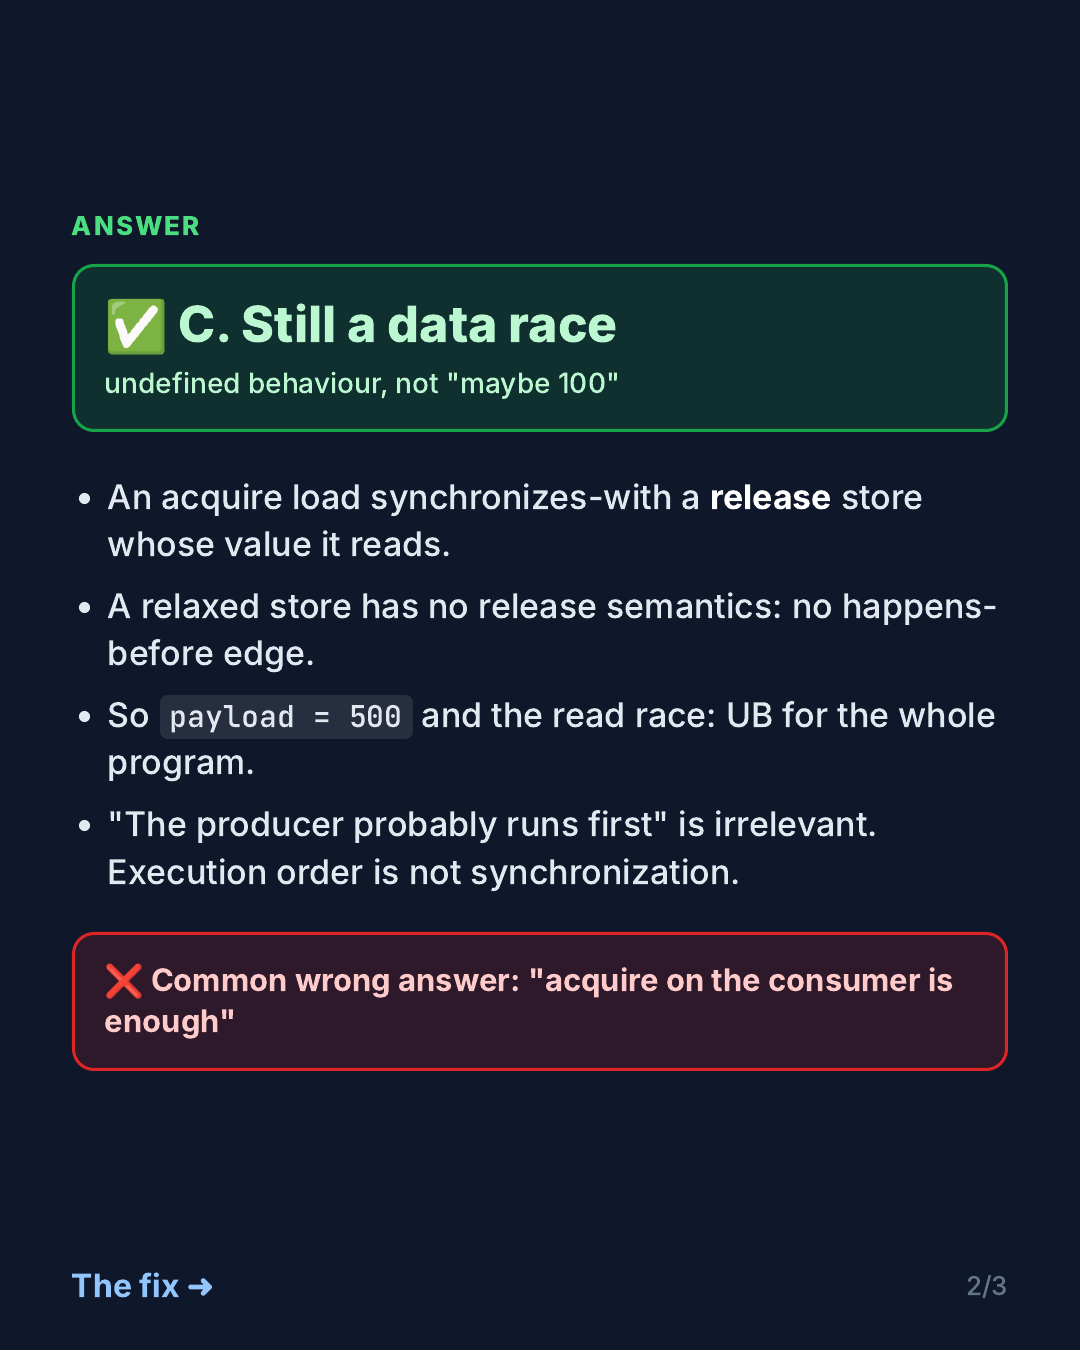 ANSWER
✅ C. Still a data race
undefined behaviour, not "maybe 100"
• An acquire load synchronizes-with a release store
whose value it reads.
• A relaxed store has no release semantics: no happens-
before edge.
• So payload = 500 and the read race: UB for the whole
program.
• "The producer probably runs first" is irrelevant.
Execution order is not synchronization.
❌ Common wrong answer: "acquire on the consumer is
enough"
The fix ➜
2/3